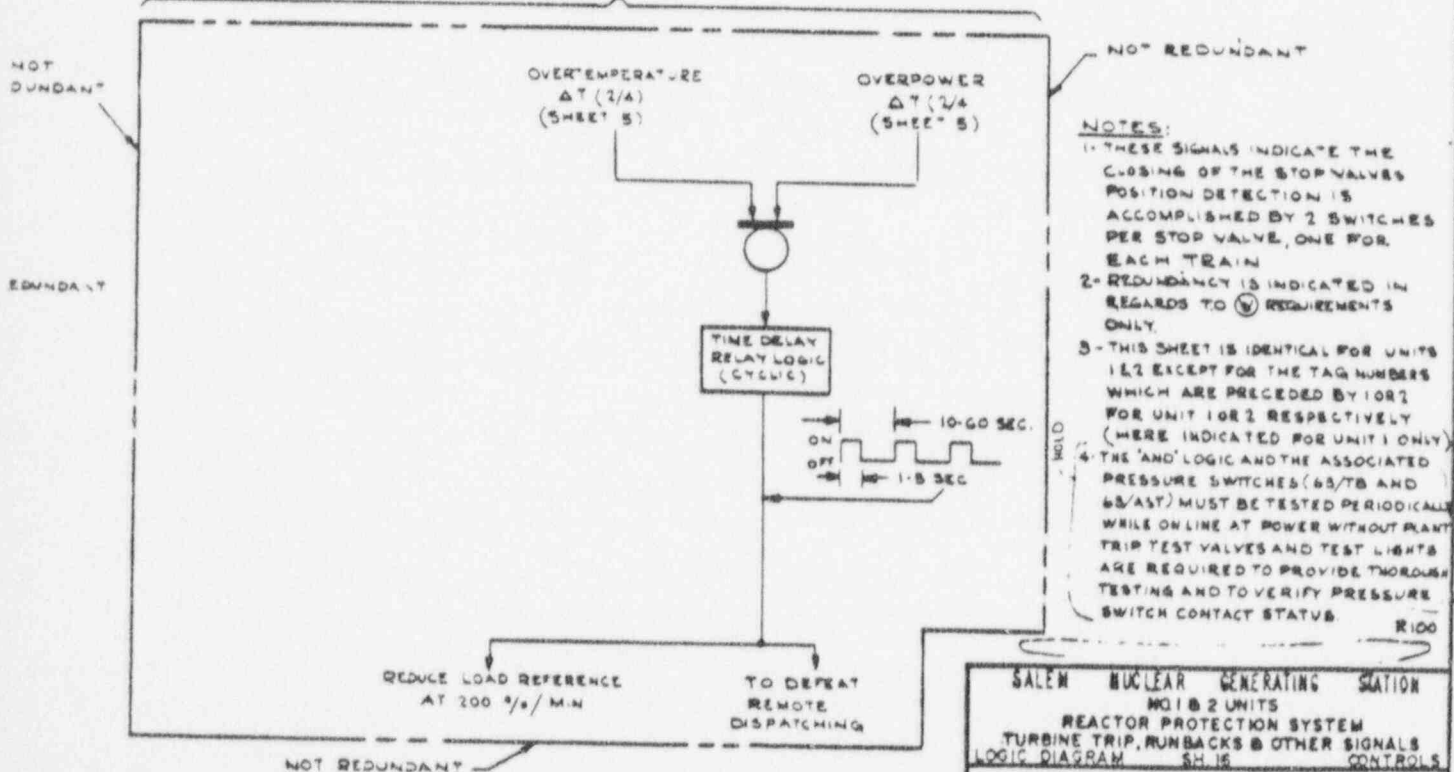 NOT
DUNDANT
EDUNDANT
OVERTEMPERATURE
ΔT (2/4)
(SHEET 5)
OVERPOWER
ΔT (2/4
(SHEET 5)
TIME DELAY
RELAY LOGIC
(CYCLIC)
10-60 SEC.
ON
OFF
1-5 SEC
REDUCE LOAD REFERENCE
AT 200 %/MIN
TO DEFEAT
REMOTE
DISPATCHING
NOT REDUNDANT
NOT REDUNDANT
HOLD
NOTES:
1- THESE SIGNALS INDICATE THE
CLOSING OF THE STOP VALVES
POSITION DETECTION IS
ACCOMPLISHED BY 2 SWITCHES
PER STOP VALVE, ONE FOR
EACH TRAIN
2- REDUNDANCY IS INDICATED IN
REGARDS TO W REQUIREMENTS
ONLY.
3- THIS SHEET IS IDENTICAL FOR UNITS
1&2 EXCEPT FOR THE TAG NUMBERS
WHICH ARE PRECEDED BY 1 OR 2
FOR UNIT 1 OR 2 RESPECTIVELY
(HERE INDICATED FOR UNIT 1 ONLY)
4- THE 'AND' LOGIC AND THE ASSOCIATED
PRESSURE SWITCHES (63/TB AND
63/AST) MUST BE TESTED PERIODICALLY
WHILE ON LINE AT POWER WITHOUT PLANT
TRIP TEST VALVES AND TEST LIGHTS
ARE REQUIRED TO PROVIDE THOROUGH
TESTING AND TO VERIFY PRESSURE
SWITCH CONTACT STATUS.
R100
SALEM NUCLEAR GENERATING STATION
NO.1 & 2 UNITS
REACTOR PROTECTION SYSTEM
TURBINE TRIP, RUNBACKS & OTHER SIGNALS
LOGIC DIAGRAM SH. 15 CONTROLS